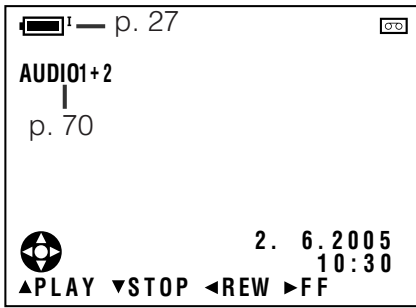 I — p. 27
AUDIO1+2
p. 70
2. 6.2005
10:30
▲PLAY ▼STOP ◄REW ►FF